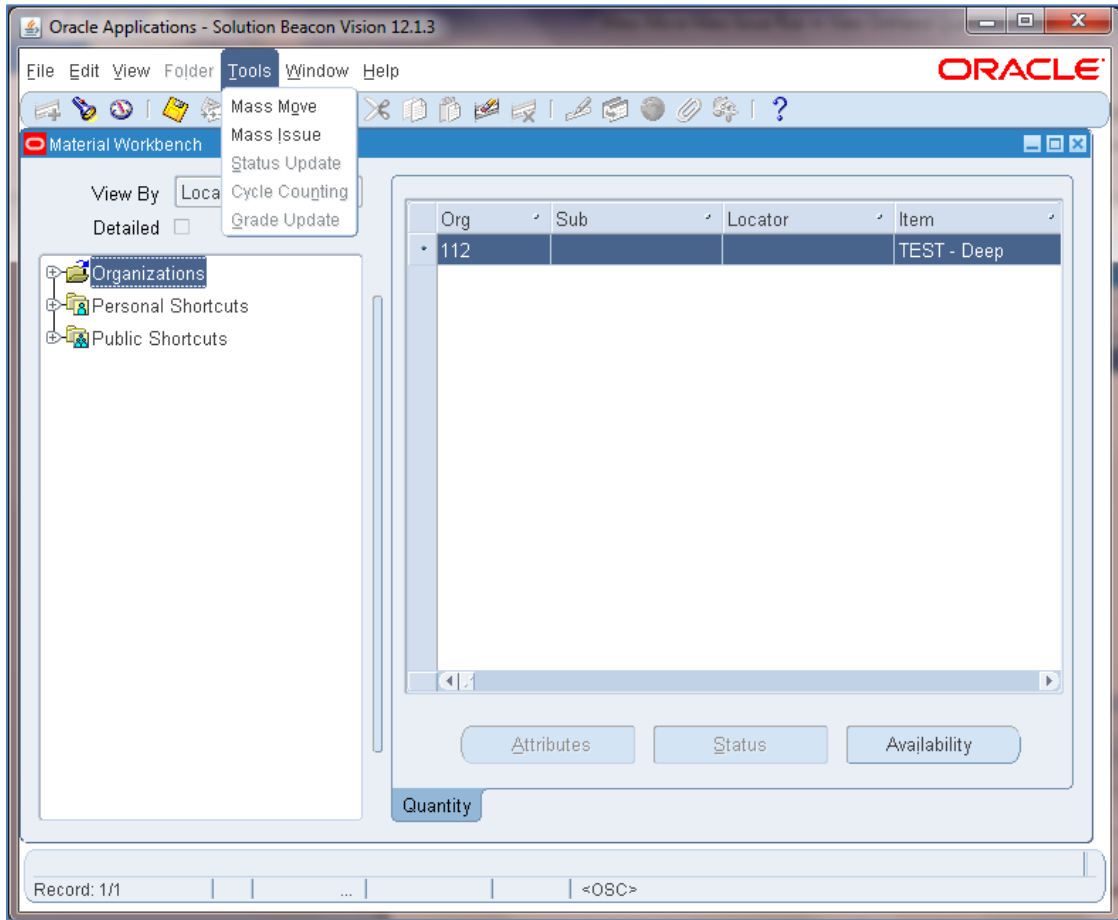 Oracle Applications - Solution Beacon Vision 12.1.3
File Edit View Folder Tools Window Help
ORACLE
Mass Move
Mass Issue
Status Update
Cycle Counting
Grade Update
Material Workbench
View By Loca
Detailed
Organizations
Personal Shortcuts
Public Shortcuts
Org Sub Locator Item
112 TEST - Deep
Attributes Status Availability
Quantity
Record: 1/1 ... <OSC>